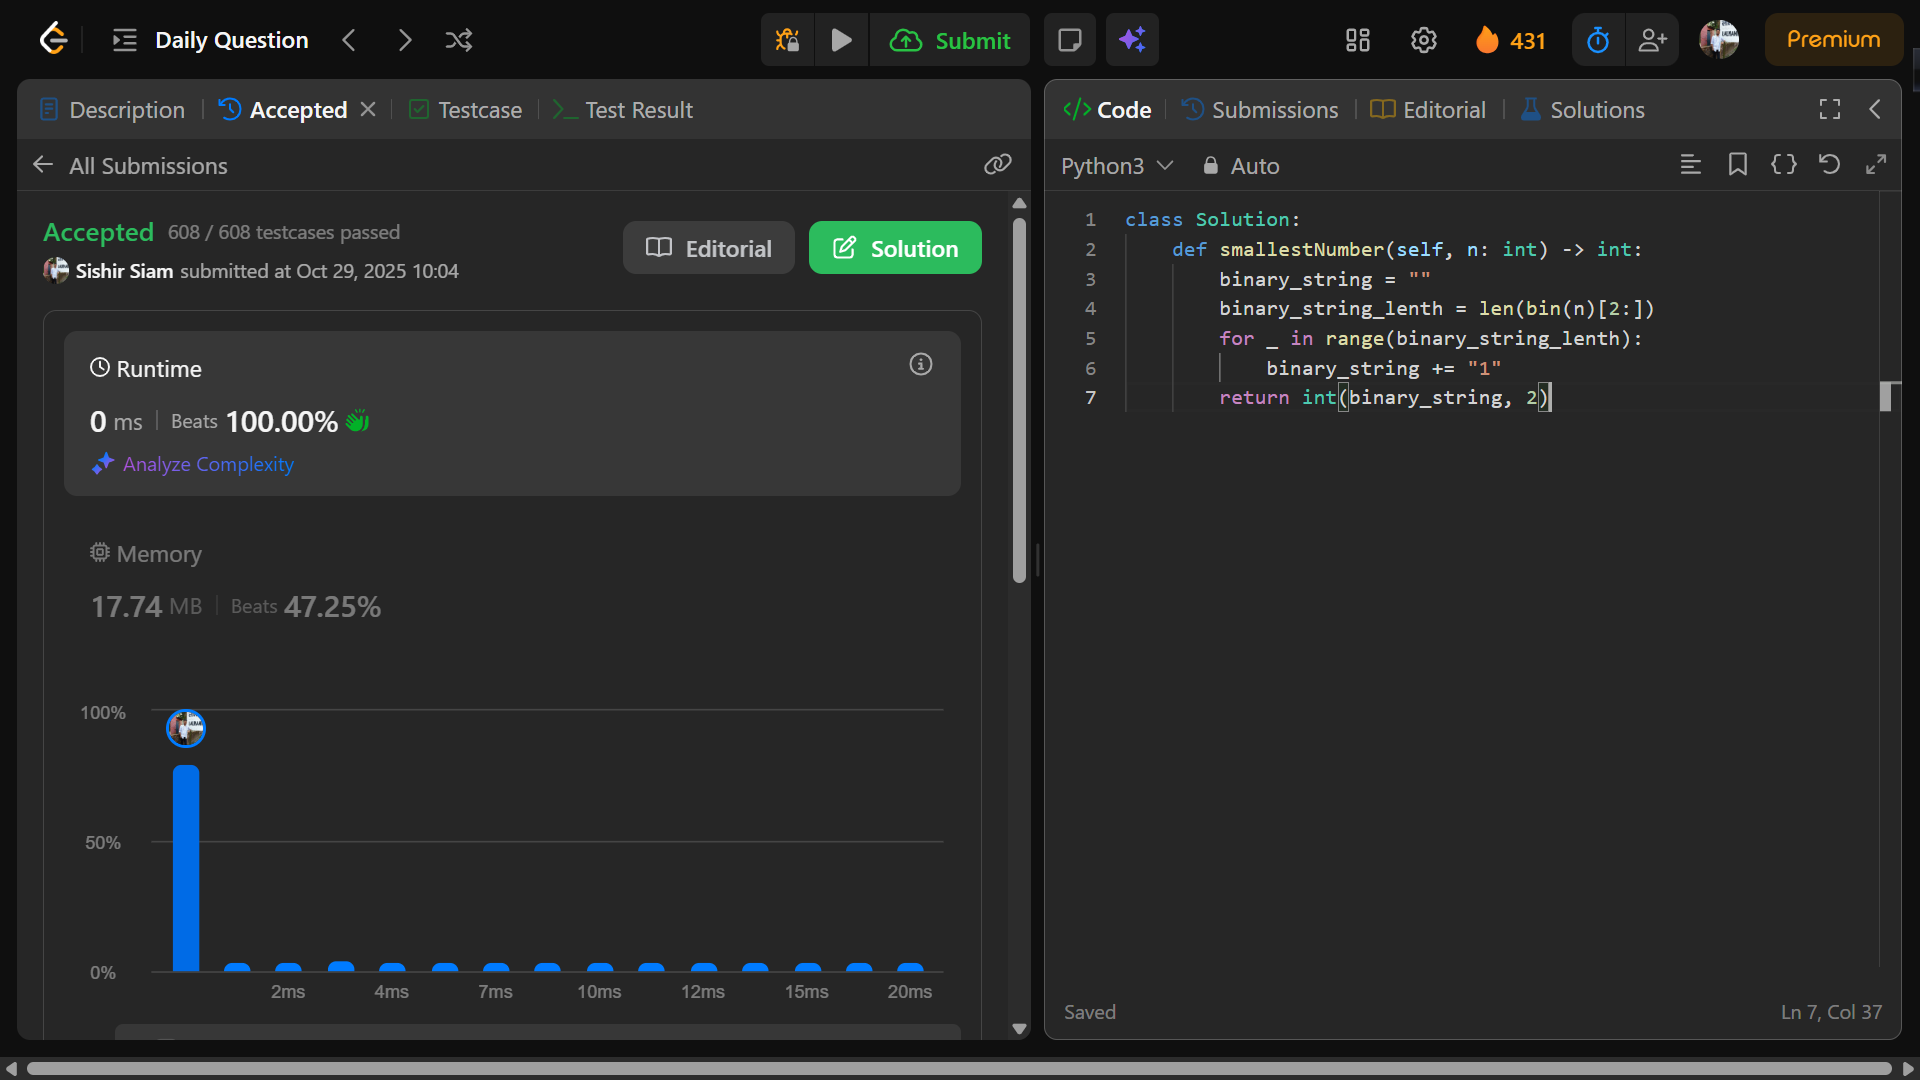 Daily Question
Submit
431
Premium
Description
Accepted
Testcase
Test Result
All Submissions
Accepted 608 / 608 testcases passed
Sishir Siam submitted at Oct 29, 2025 10:04
Editorial
Solution
Runtime
0 ms Beats 100.00%
Analyze Complexity
Memory
17.74 MB Beats 47.25%
100%
50%
0%
2ms 4ms 7ms 10ms 12ms 15ms 20ms
</> Code
Submissions
Editorial
Solutions
Python3
Auto
1 class Solution:
2 def smallestNumber(self, n: int) -> int:
3 binary_string = ""
4 binary_string_lenth = len(bin(n)[2:])
5 for _ in range(binary_string_lenth):
6 binary_string += "1"
7 return int(binary_string, 2)
Saved
Ln 7, Col 37